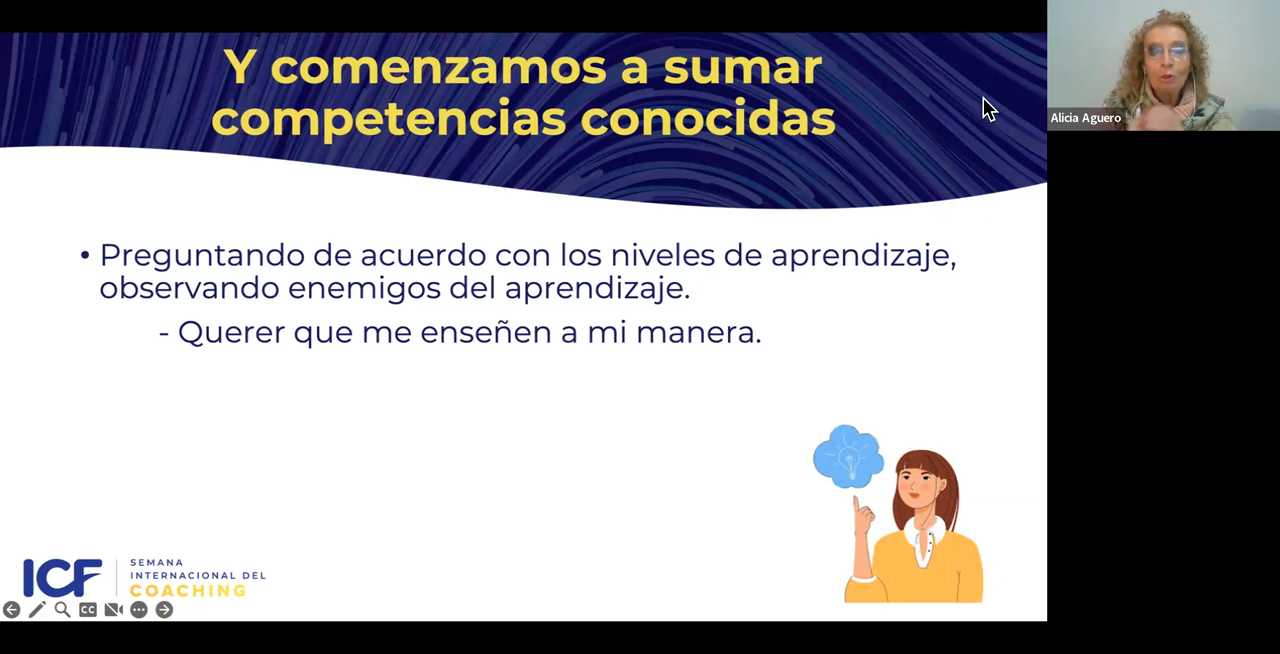 Y comenzamos a sumar
competencias conocidas
Alicia Aguero
• Preguntando de acuerdo con los niveles de aprendizaje,
observando enemigos del aprendizaje.
- Querer que me enseñen a mi manera.
ICF
SEMANA
INTERNACIONAL DEL
COACHING
CC